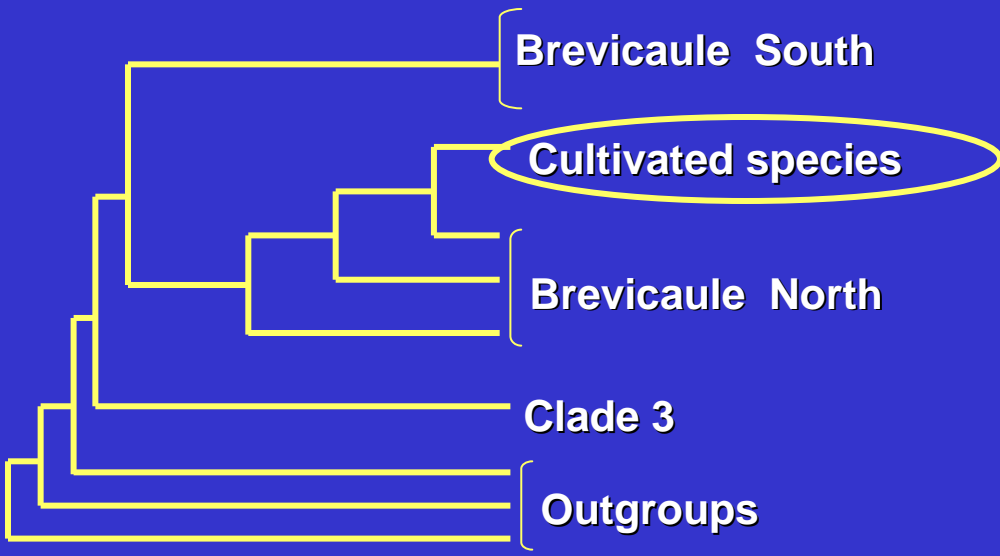 Brevicaule South
Cultivated species
Brevicaule North
Clade 3
Outgroups